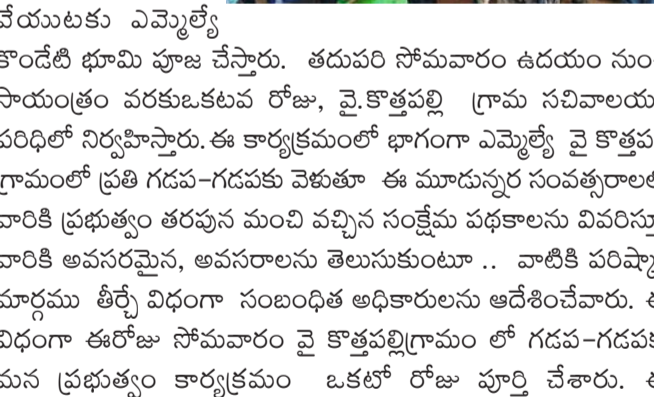 వేయుటకు ఎమ్మెల్యే
కొండేటి భూమి పూజ చేస్తారు. తదుపరి సోమవారం ఉదయం నుం
సాయంత్రం వరకుఒకటవ రోజు, వై.కొత్తపల్లి గ్రామ సచివాలయ
పరిధిలో నిర్వహిస్తారు.ఈ కార్యక్రమంలో భాగంగా ఎమ్మెల్యే వై కొత్తప
గ్రామంలో ప్రతి గడప-గడపకు వెళుతూ ఈ మూడున్నర సంవత్సరాలల
వారికి ప్రభుత్వం తరపున మంచి వచ్చిన సంక్షేమ పథకాలను వివరిస్తూ
వారికి అవసరమైన, అవసరాలను తెలుసుకుంటూ .. వాటికి పరిష్కా
మార్గము తీర్చే విధంగా సంబంధిత అధికారులను ఆదేశించేవారు. ఈ
విధంగా ఈరోజు సోమవారం వై కొత్తపల్లిగ్రామం లో గడప-గడపక
మన ప్రభుత్వం కార్యక్రమం ఒకటో రోజు పూర్తి చేశారు. ఈ